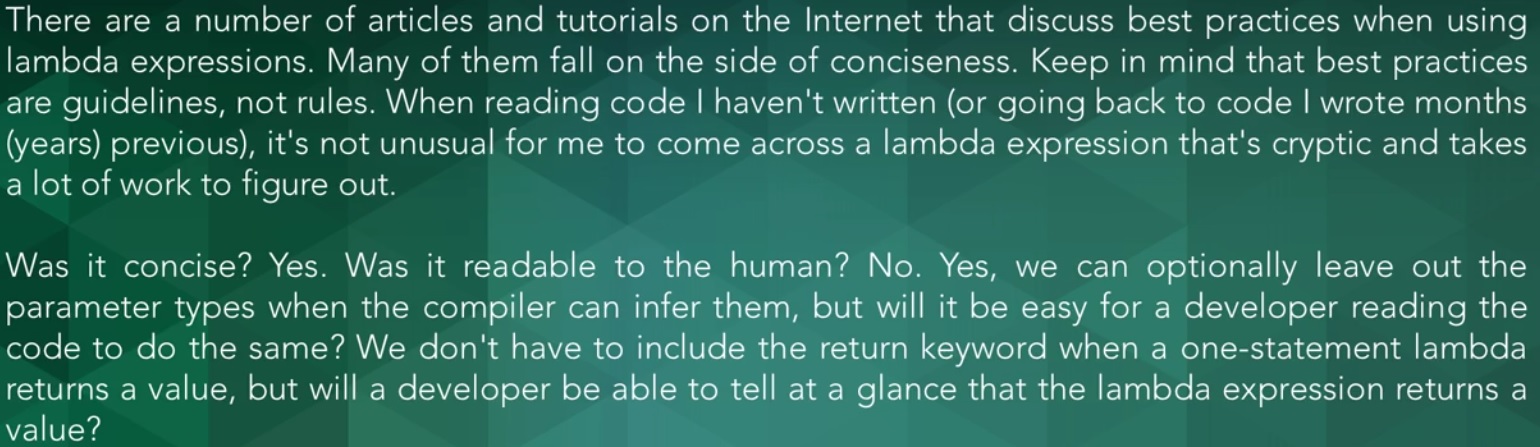 There are a number of articles and tutorials on the Internet that discuss best practices when using
lambda expressions. Many of them fall on the side of conciseness. Keep in mind that best practices
are guidelines, not rules. When reading code I haven't written (or going back to code I wrote months
(years) previous), it's not unusual for me to come across a lambda expression that's cryptic and takes
a lot of work to figure out.
Was it concise? Yes. Was it readable to the human? No. Yes, we can optionally leave out the
parameter types when the compiler can infer them, but will it be easy for a developer reading the
code to do the same? We don't have to include the return keyword when a one-statement lambda
returns a value, but will a developer be able to tell at a glance that the lambda expression returns a
value?